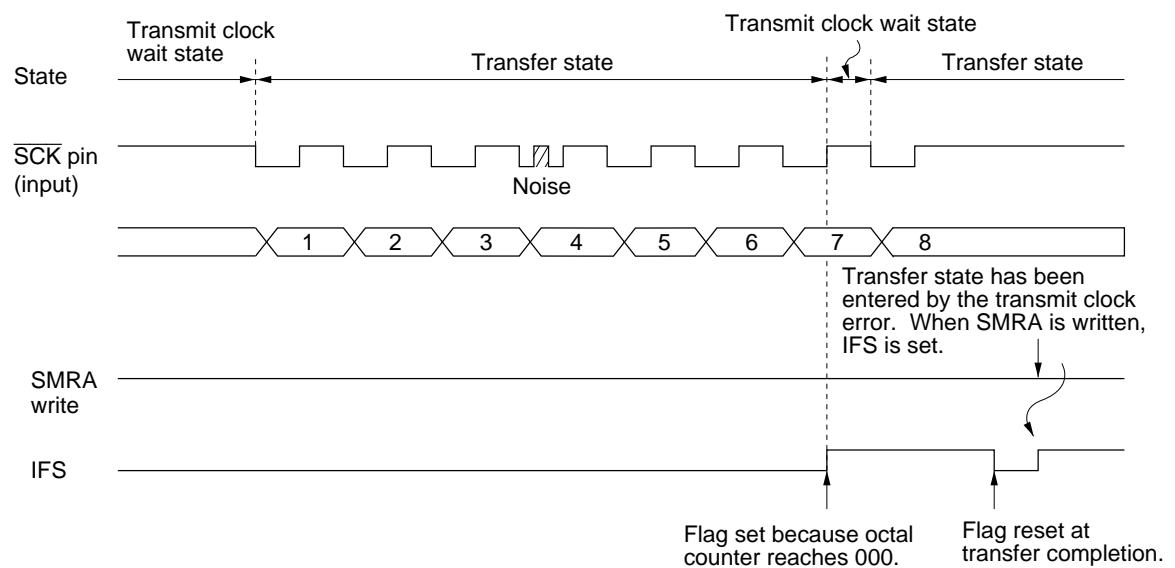 Transmit clock wait state
Transmit clock
wait state
Transfer state
Transfer state
State
SCK pin
(input)
Noise
1 2 3 4 5 6 7 8
Transfer state has been
entered by the transmit clock
error. When SMRA is written,
IFS is set.
SMRA
write
IFS
Flag set because octal
counter reaches 000.
Flag reset at
transfer completion.